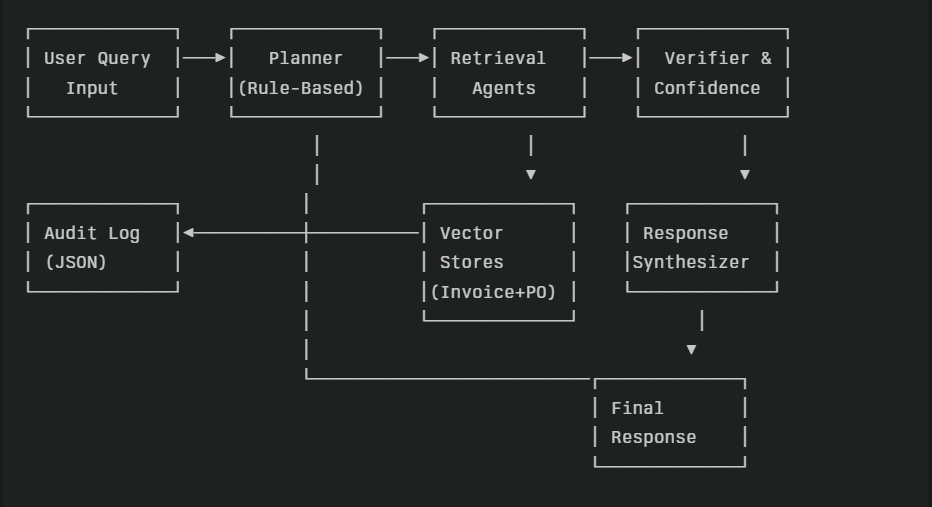 User Query
Input
Planner
(Rule-Based)
Retrieval
Agents
Verifier &
Confidence
Audit Log
(JSON)
Vector
Stores
(Invoice+PO)
Response
Synthesizer
Final
Response